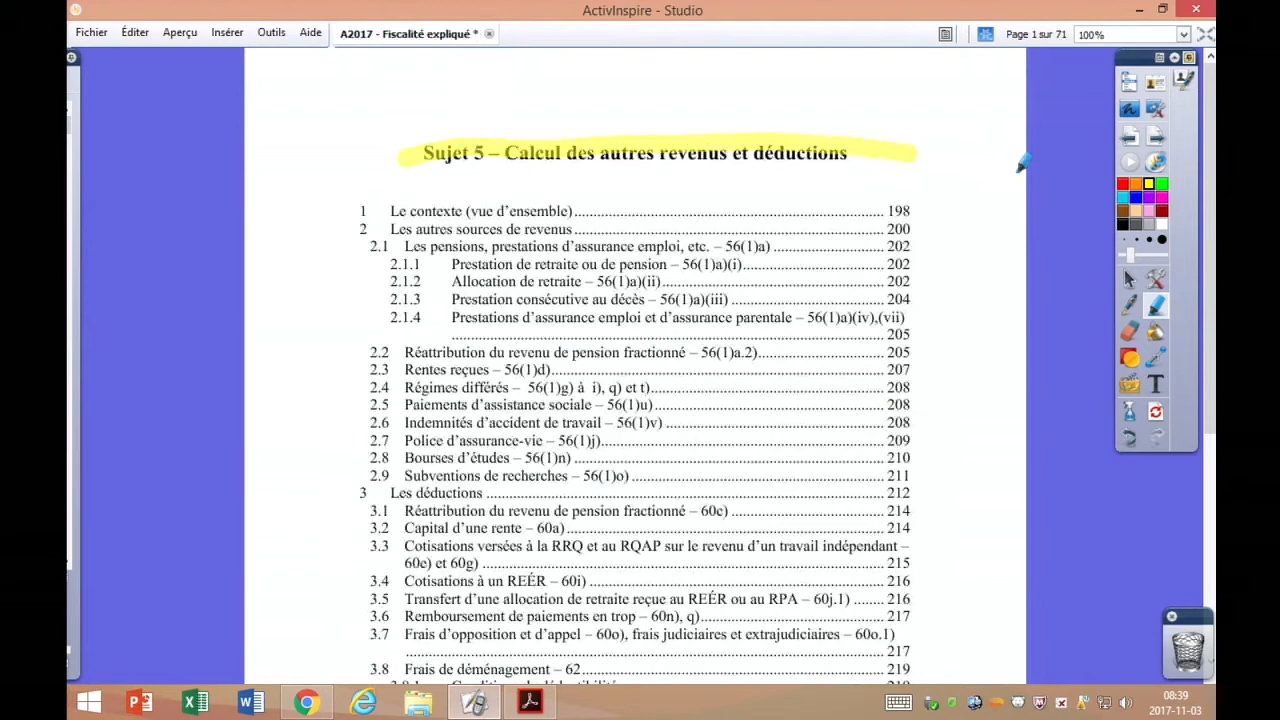 ActivInspire - Studio
Fichier Éditer Aperçu Insérer Outils Aide
A2017 - Fiscalité expliqué *
Page 1 sur 71
100%
Sujet 5 – Calcul des autres revenus et déductions
1 Le contexte (vue d’ensemble) 198
2 Les autres sources de revenus 200
2.1 Les pensions, prestations d’assurance emploi, etc. – 56(1)a) 202
2.1.1 Prestation de retraite ou de pension – 56(1)a)(i) 202
2.1.2 Allocation de retraite – 56(1)a)(ii) 202
2.1.3 Prestation consécutive au décès – 56(1)a)(iii) 204
2.1.4 Prestations d’assurance emploi et d’assurance parentale – 56(1)a)(iv),(vii)
205
2.2 Réattribution du revenu de pension fractionné – 56(1)a.2) 205
2.3 Rentes reçues – 56(1)d) 207
2.4 Régimes différés – 56(1)g) à i), q) et t) 208
2.5 Paiements d’assistance sociale – 56(1)u) 208
2.6 Indemnités d’accident de travail – 56(1)v) 208
2.7 Police d’assurance-vie – 56(1)j) 209
2.8 Bourses d’études – 56(1)n) 210
2.9 Subventions de recherches – 56(1)o) 211
3 Les déductions 212
3.1 Réattribution du revenu de pension fractionné – 60c) 214
3.2 Capital d’une rente – 60a) 214
3.3 Cotisations versées à la RRQ et au RQAP sur le revenu d’un travail indépendant –
60e) et 60g) 215
3.4 Cotisations à un REÉR – 60i) 216
3.5 Transfert d’une allocation de retraite reçue au REÉR ou au RPA – 60j.1) 216
3.6 Remboursement de paiements en trop – 60n), q) 217
3.7 Frais d’opposition et d’appel – 60o), frais judiciaires et extrajudiciaires – 60o.1)
217
3.8 Frais de déménagement – 62 219
08:39
2017-11-03